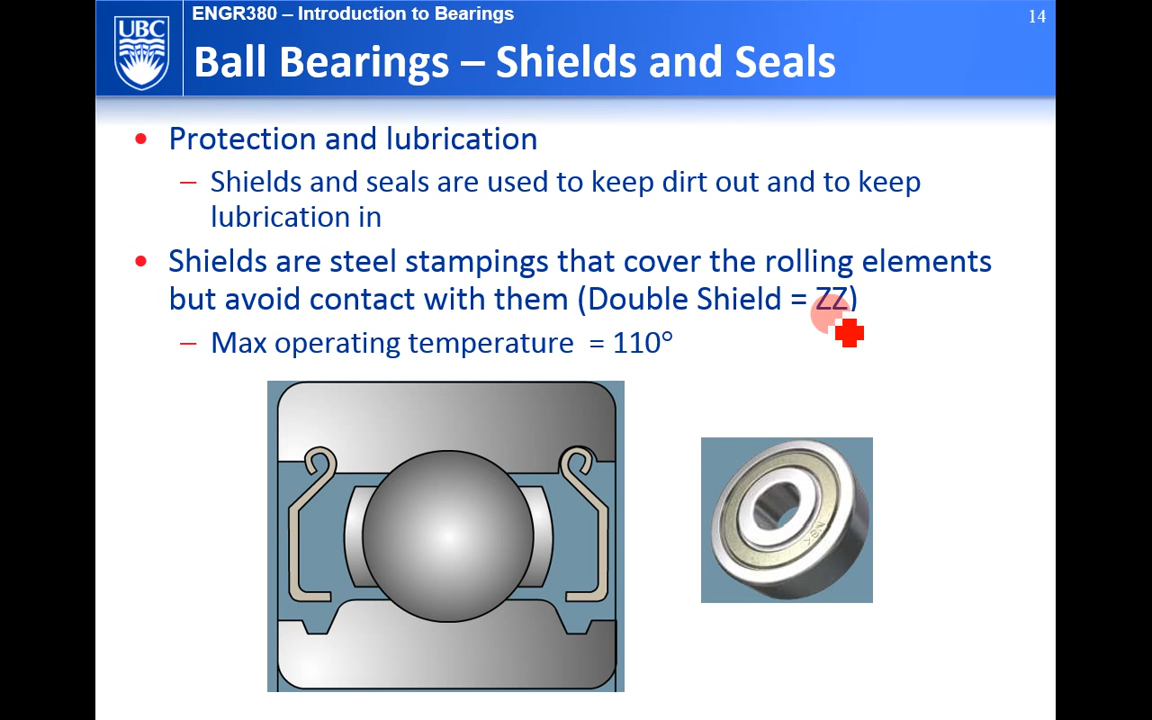 ENGR380 – Introduction to Bearings
14
UBC
Ball Bearings – Shields and Seals
• Protection and lubrication
– Shields and seals are used to keep dirt out and to keep
lubrication in
• Shields are steel stampings that cover the rolling elements
but avoid contact with them (Double Shield = ZZ)
– Max operating temperature = 110°
NSK